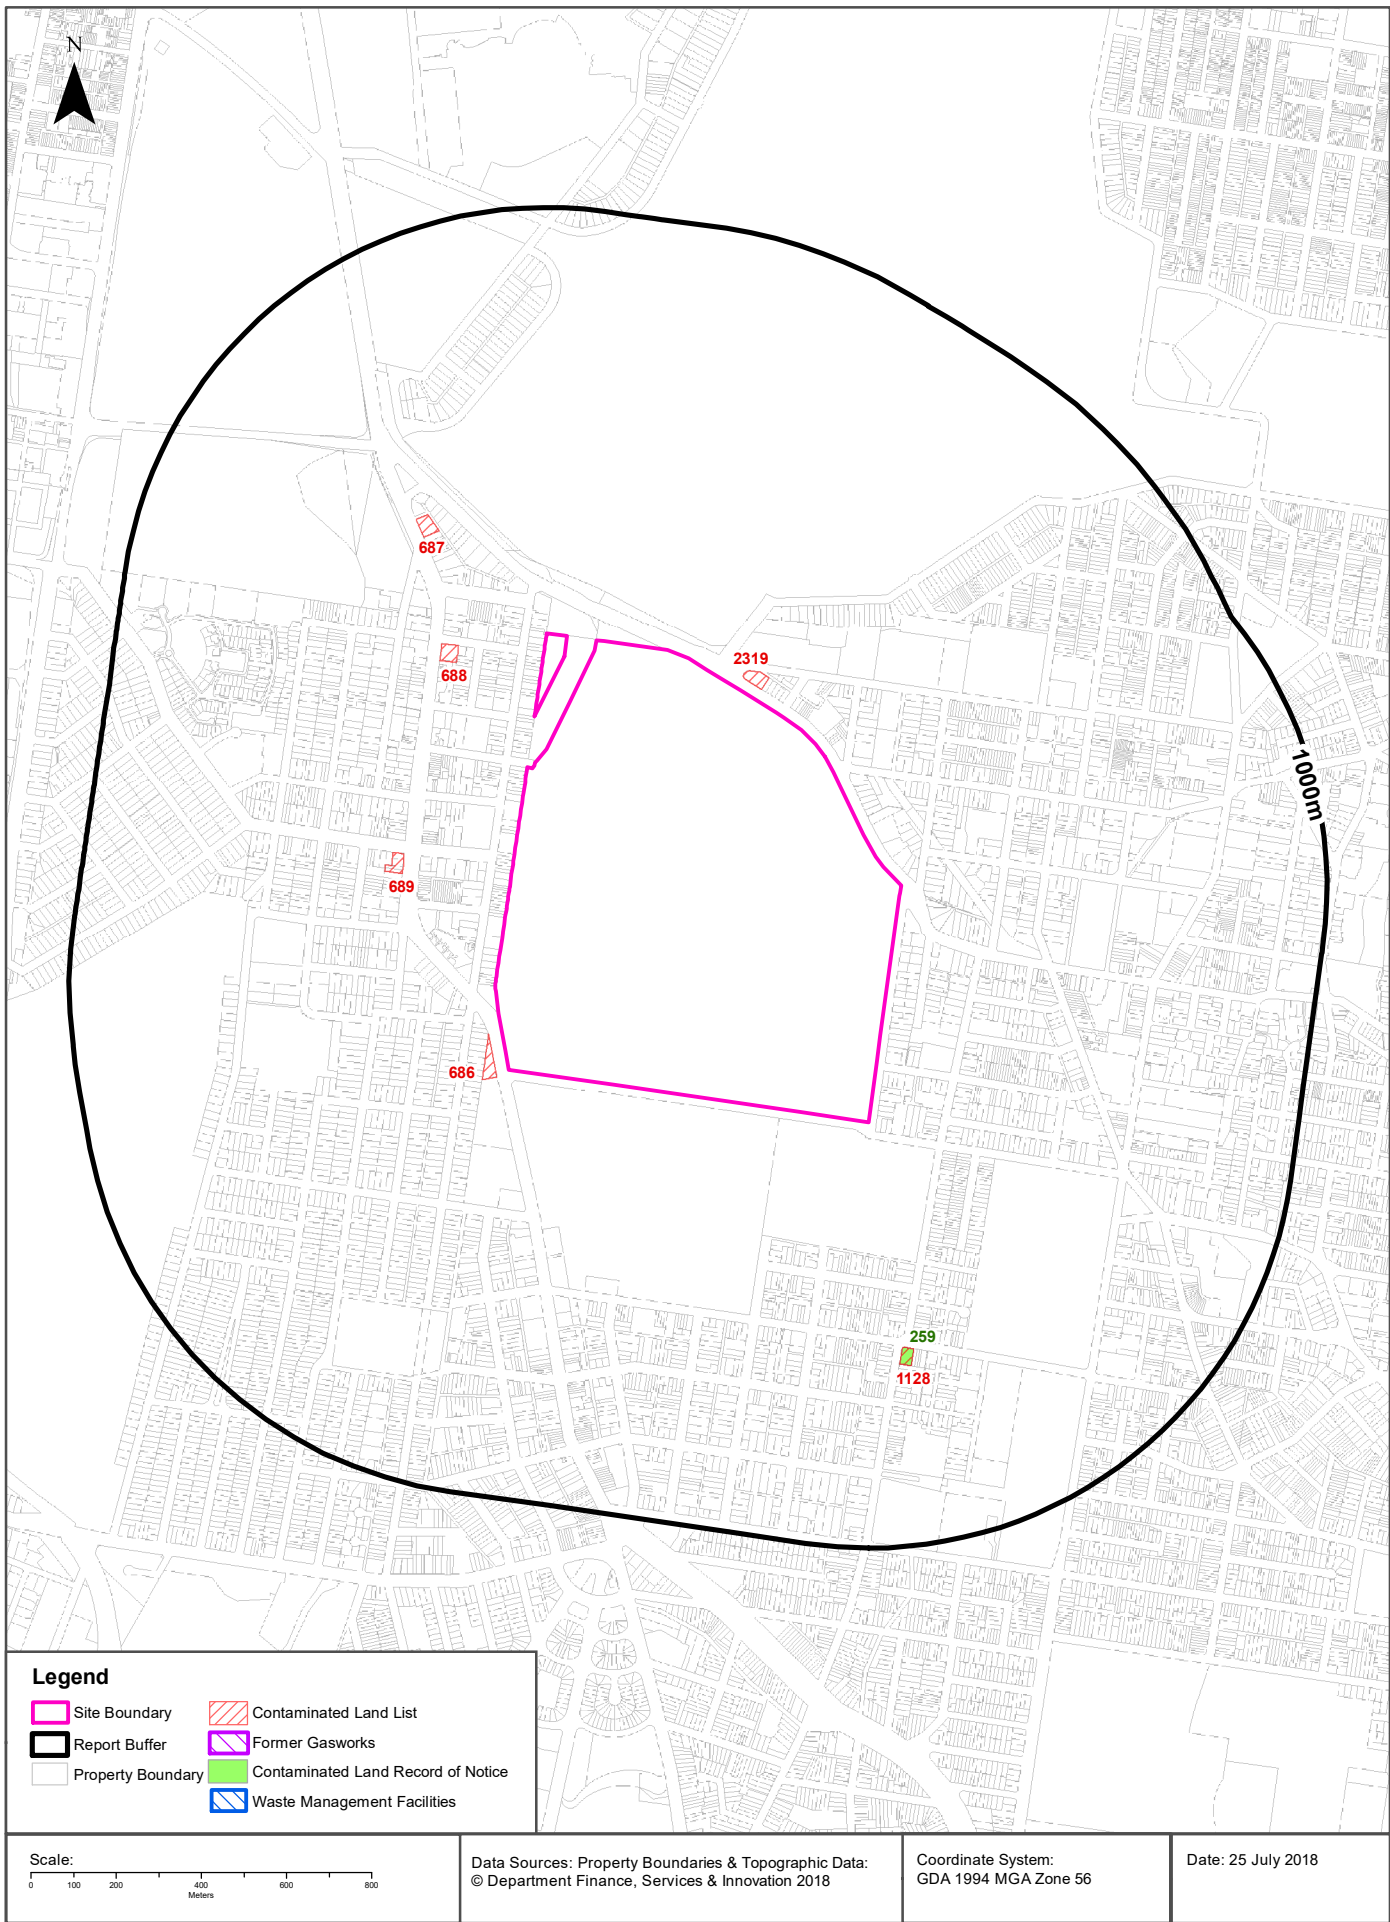 N
687
688
2319
1000m
689
686
259
1128
Legend
Site Boundary
Report Buffer
Property Boundary
Contaminated Land List
Former Gasworks
Contaminated Land Record of Notice
Waste Management Facilities
Scale:
0 100 200 400 600 800
Meters
Data Sources: Property Boundaries & Topographic Data:
© Department Finance, Services & Innovation 2018
Coordinate System:
GDA 1994 MGA Zone 56
Date: 25 July 2018